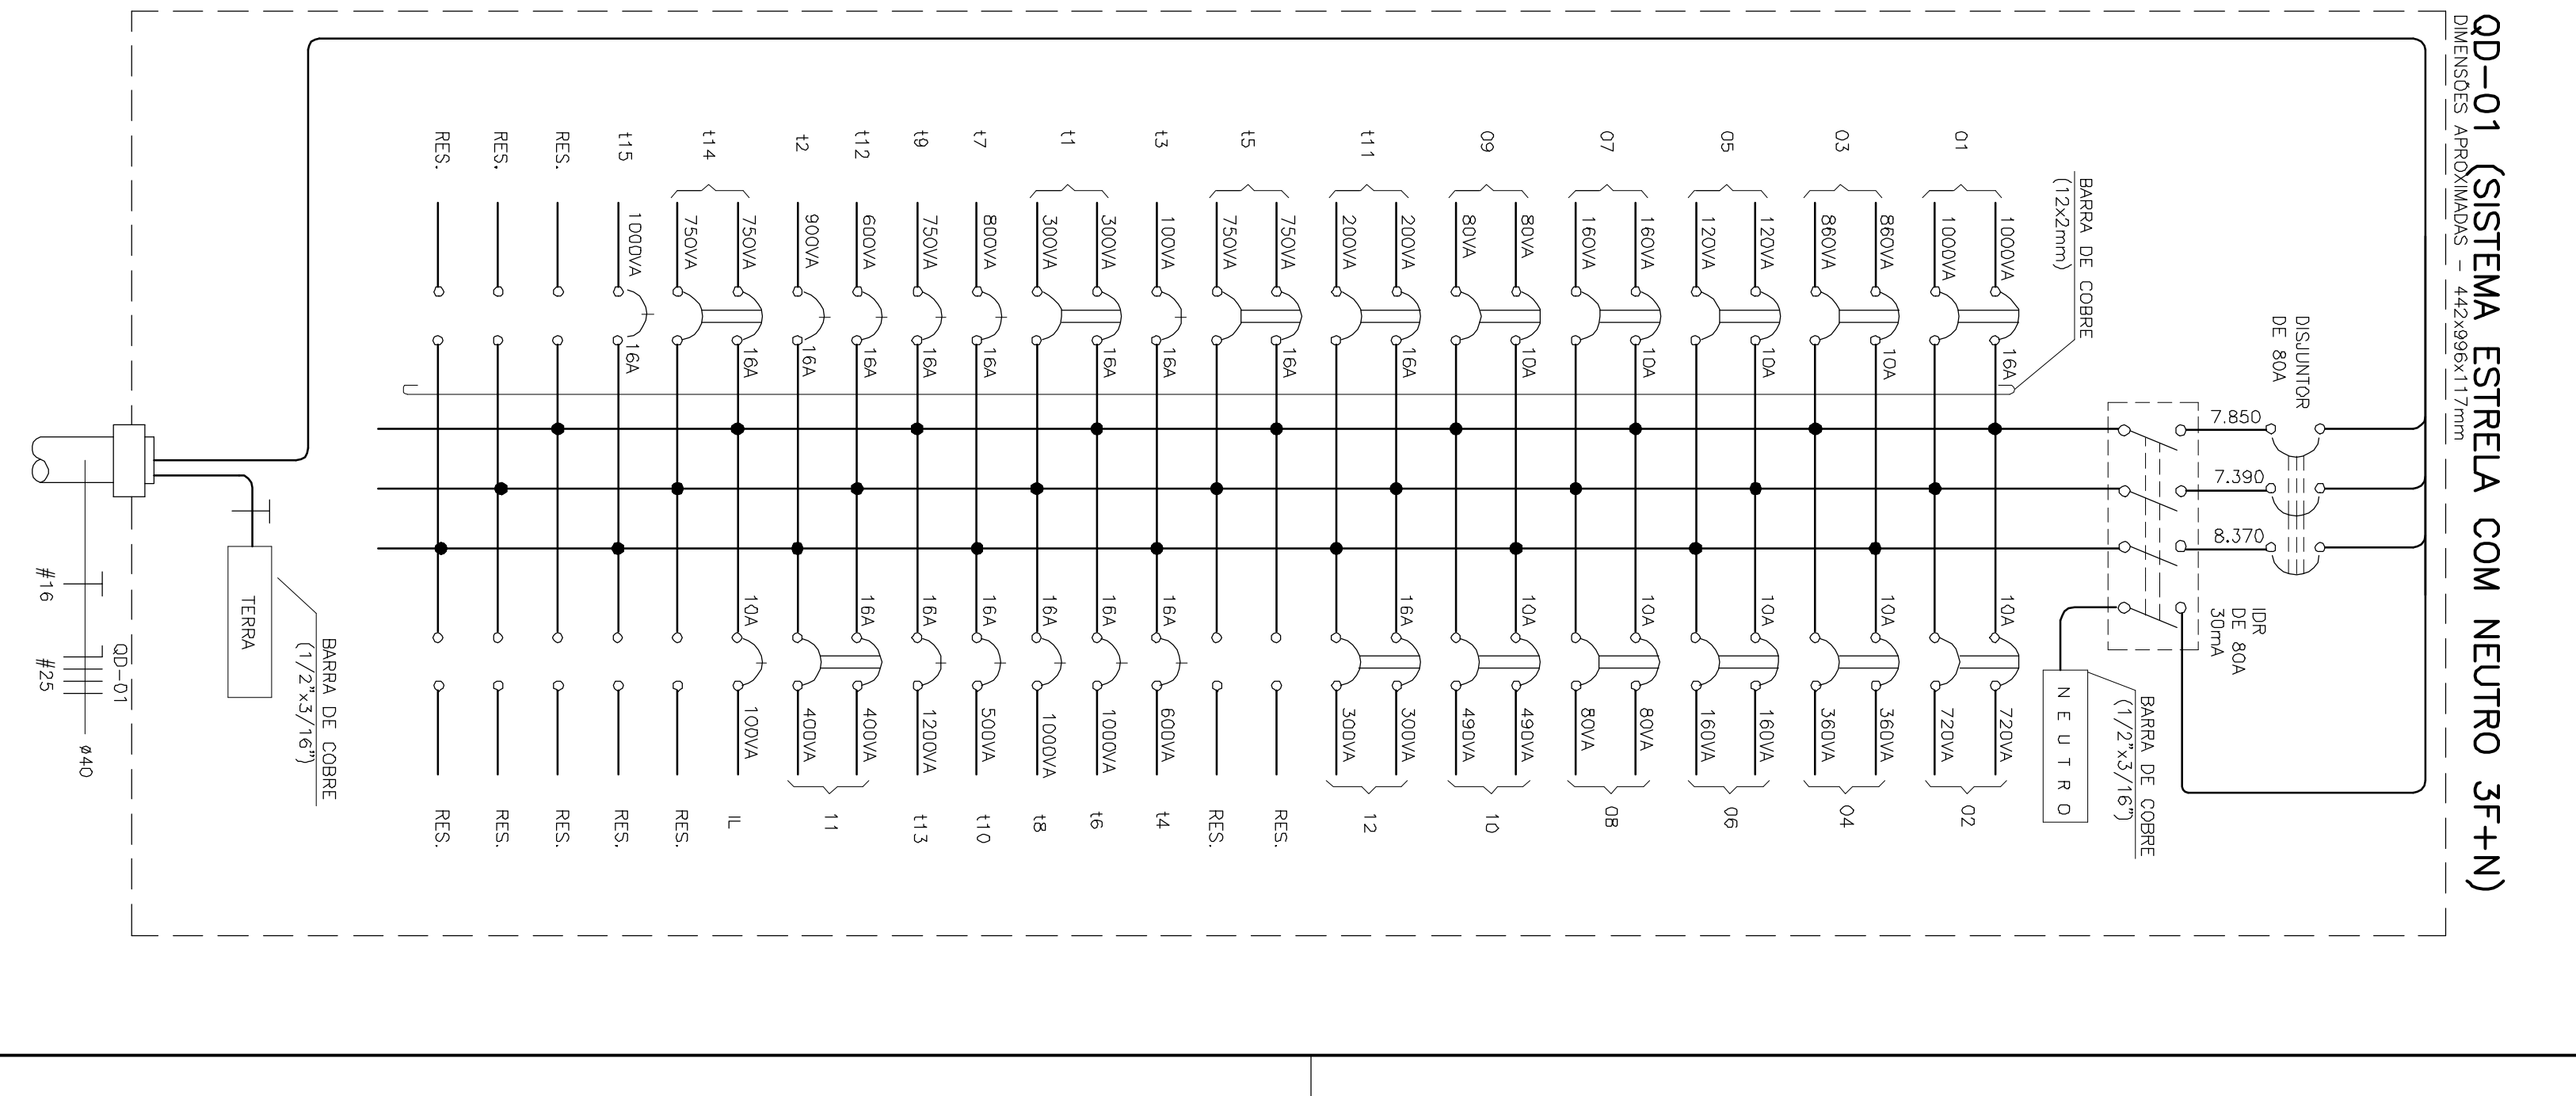 QD-01 (SISTEMA ESTRELA COM NEUTRO 3F+N)
DIMENSÕES APROXIMADAS - 442x996x117mm
DISJUNTOR
DE 80A
7.850
7.390
8.370
IDR
DE 80A
30mA
BARRA DE COBRE
(12x2mm)
BARRA DE COBRE
(1/2"x3/16")
NEUTRO
01
1000VA
1000VA
16A
03
860VA
860VA
10A
05
120VA
120VA
10A
07
160VA
160VA
10A
09
80VA
80VA
10A
t11
200VA
200VA
16A
t5
750VA
750VA
16A
t3
100VA
16A
t1
300VA
300VA
16A
t7
800VA
16A
t9
750VA
16A
t12
600VA
16A
t2
900VA
16A
t14
750VA
750VA
16A
t15
1000VA
16A
RES.
RES.
RES.
10A
720VA
720VA
02
10A
360VA
360VA
04
10A
160VA
160VA
06
10A
80VA
80VA
08
10A
490VA
490VA
10
16A
300VA
300VA
12
RES.
RES.
16A
600VA
t4
16A
1000VA
t6
16A
1000VA
t8
16A
500VA
t10
16A
1200VA
t13
16A
400VA
400VA
11
10A
100VA
IL
RES.
RES.
RES.
RES.
RES.
BARRA DE COBRE
(1/2"x3/16")
TERRA
QD-01
#16
#25
ø40